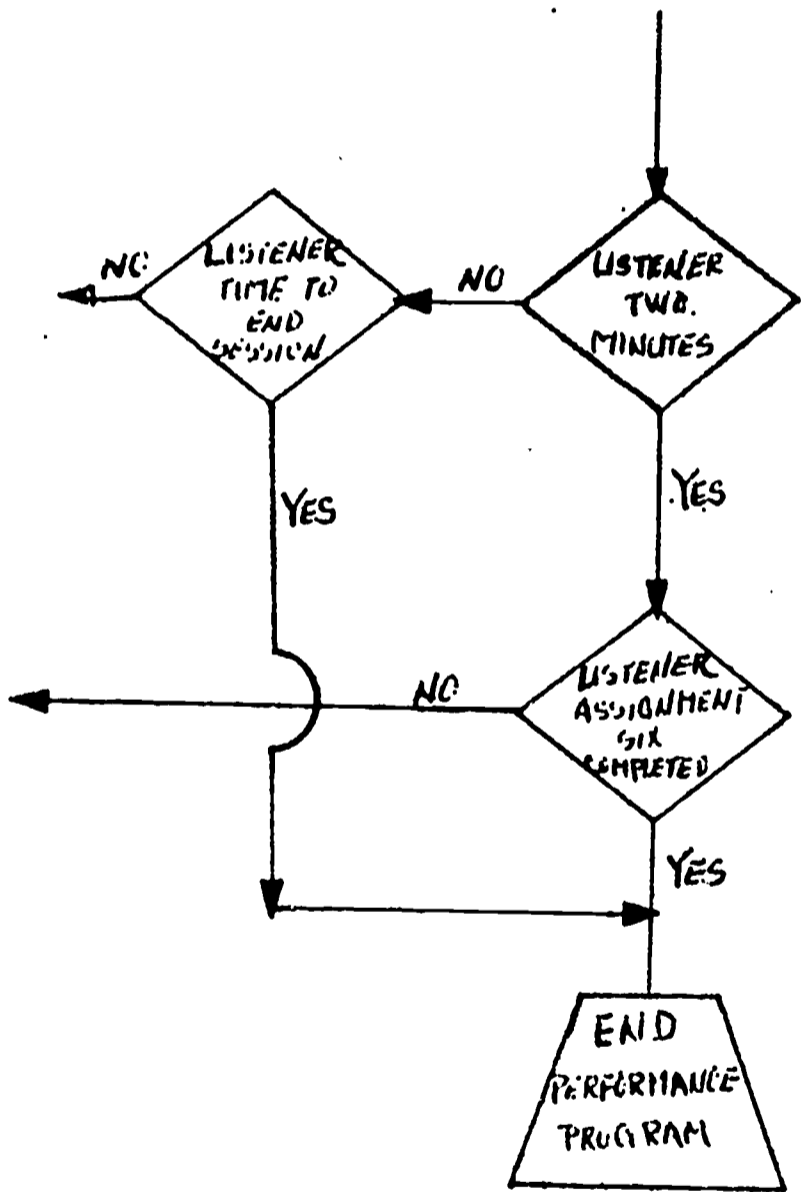 LISTENER
TWO.
MINUTES
NO
LISTENER
TIME TO
END
SESSION
NO
YES
YES
LISTENER
ASSIGNMENT
SIX
COMPLETED
NO
YES
END
PERFORMANCE
PROGRAM